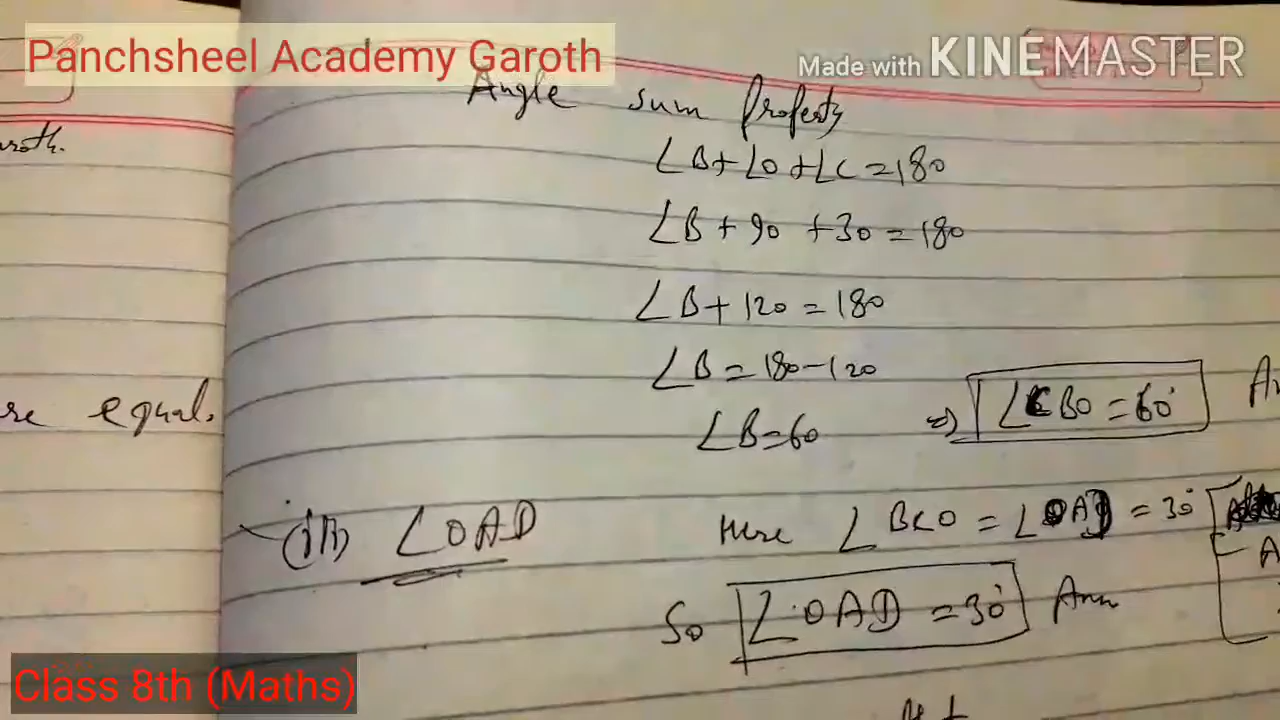 Panchsheel Academy Garoth
Made with KINEMASTER
Angle sum Property
∠B+∠O+∠C=180
∠B+90+30=180
∠B+120=180
∠B=180-120
∠B=60 ⇒ ∠CBO=60°
equal.
(iii) ∠OAD
Here ∠BCO=∠OAD=30°
So ∠OAD=30° Ans
Class 8th (Maths)